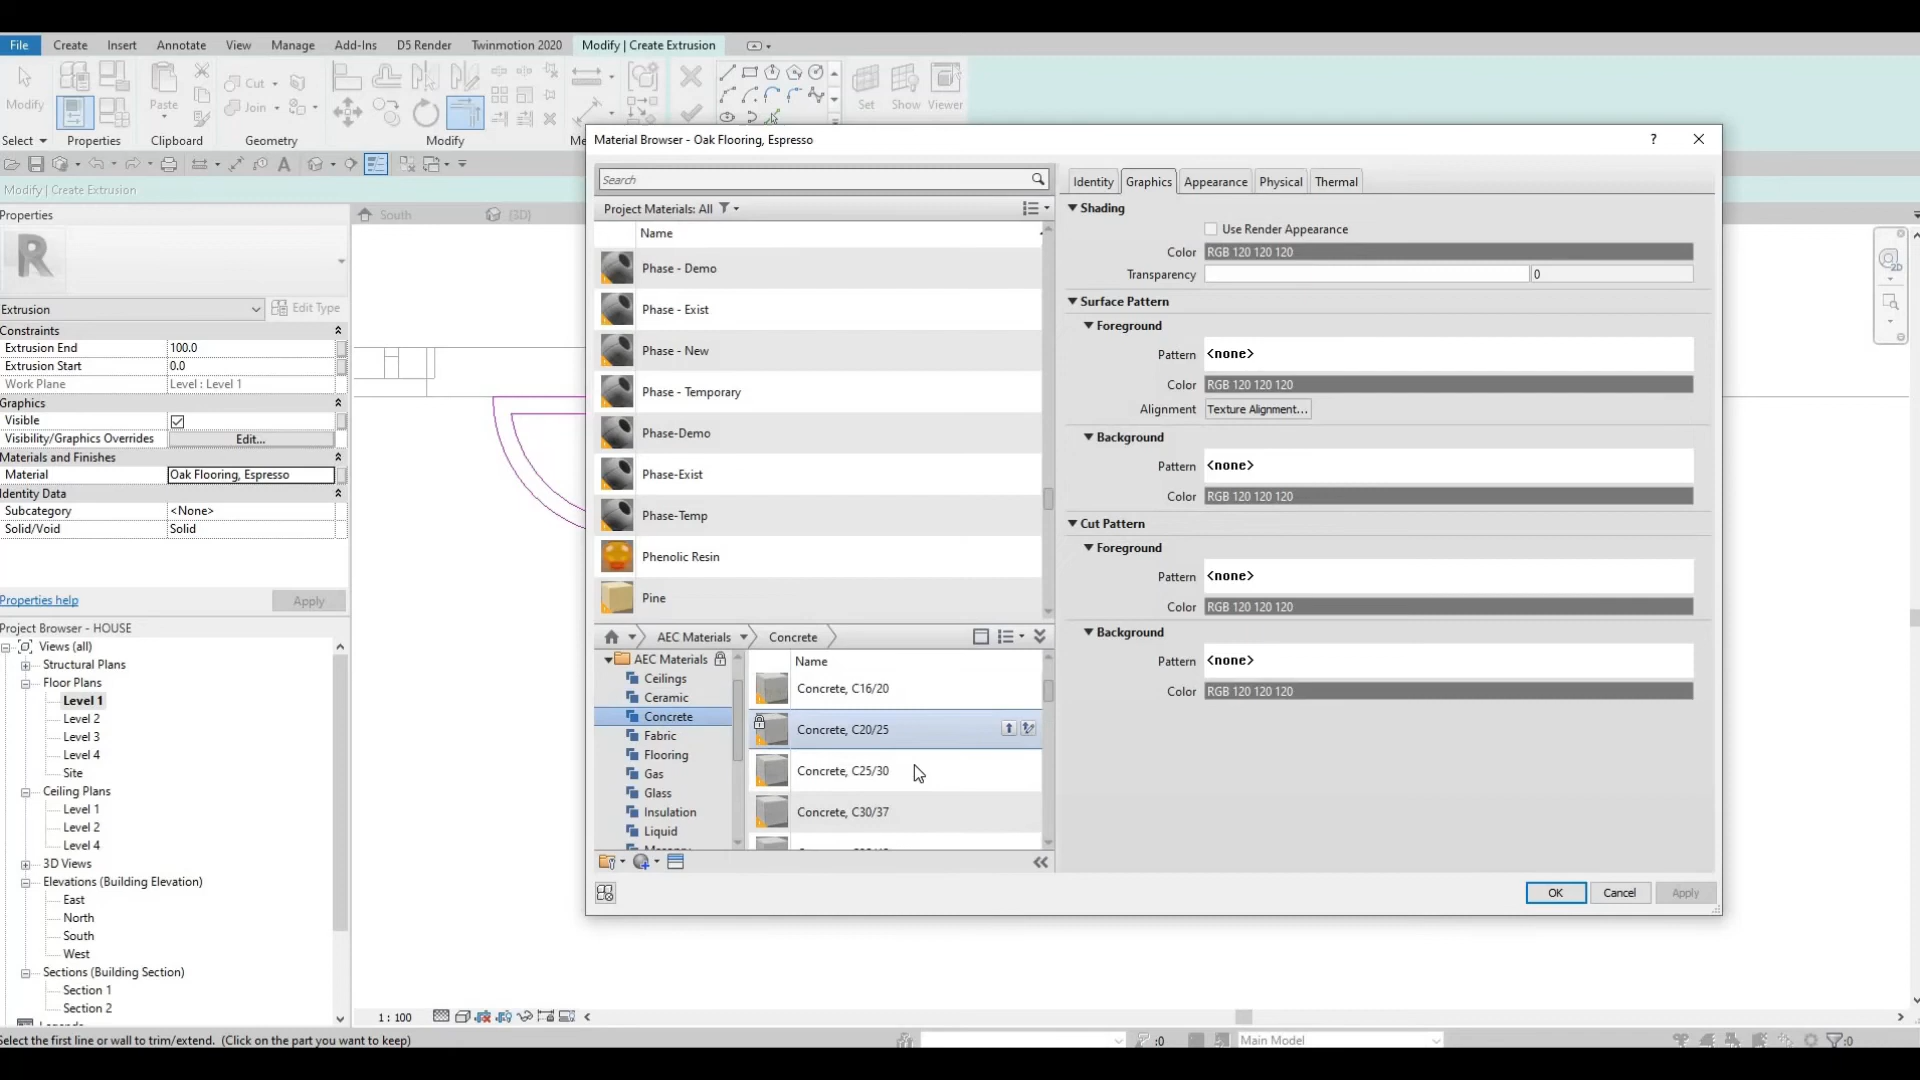 File Create Insert Annotate View Manage Add-Ins D5 Render Twinmotion 2020 Modify | Create Extrusion
Modify Paste Cut Join Set Show Viewer
Select Properties Clipboard Geometry Modify
Modify | Create Extrusion
Properties
South
{3D}
Extrusion
Edit Type
Constraints
Extrusion End 100.0
Extrusion Start 0.0
Work Plane Level : Level 1
Graphics
Visible
Visibility/Graphics Overrides Edit...
Materials and Finishes
Material Oak Flooring, Espresso
Identity Data
Subcategory <None>
Solid/Void Solid
Properties help Apply
Project Browser - HOUSE
Views (all)
Structural Plans
Floor Plans
Level 1
Level 2
Level 3
Level 4
Site
Ceiling Plans
Level 1
Level 2
Level 4
3D Views
Elevations (Building Elevation)
East
North
South
West
Sections (Building Section)
Section 1
Section 2
Material Browser - Oak Flooring, Espresso
?
Search
Project Materials: All
Name
Phase - Demo
Phase - Exist
Phase - New
Phase - Temporary
Phase-Demo
Phase-Exist
Phase-Temp
Phenolic Resin
Pine
AEC Materials Concrete
AEC Materials
Ceilings
Ceramic
Concrete
Fabric
Flooring
Gas
Glass
Insulation
Liquid
Name
Concrete, C16/20
Concrete, C20/25
Concrete, C25/30
Concrete, C30/37
Identity Graphics Appearance Physical Thermal
Shading
Use Render Appearance
Color RGB 120 120 120
Transparency 0
Surface Pattern
Foreground
Pattern <none>
Color RGB 120 120 120
Alignment Texture Alignment...
Background
Pattern <none>
Color RGB 120 120 120
Cut Pattern
Foreground
Pattern <none>
Color RGB 120 120 120
Background
Pattern <none>
Color RGB 120 120 120
OK Cancel Apply
2D
1 : 100
Select the first line or wall to trim/extend. (Click on the part you want to keep)
:0
Main Model
:0